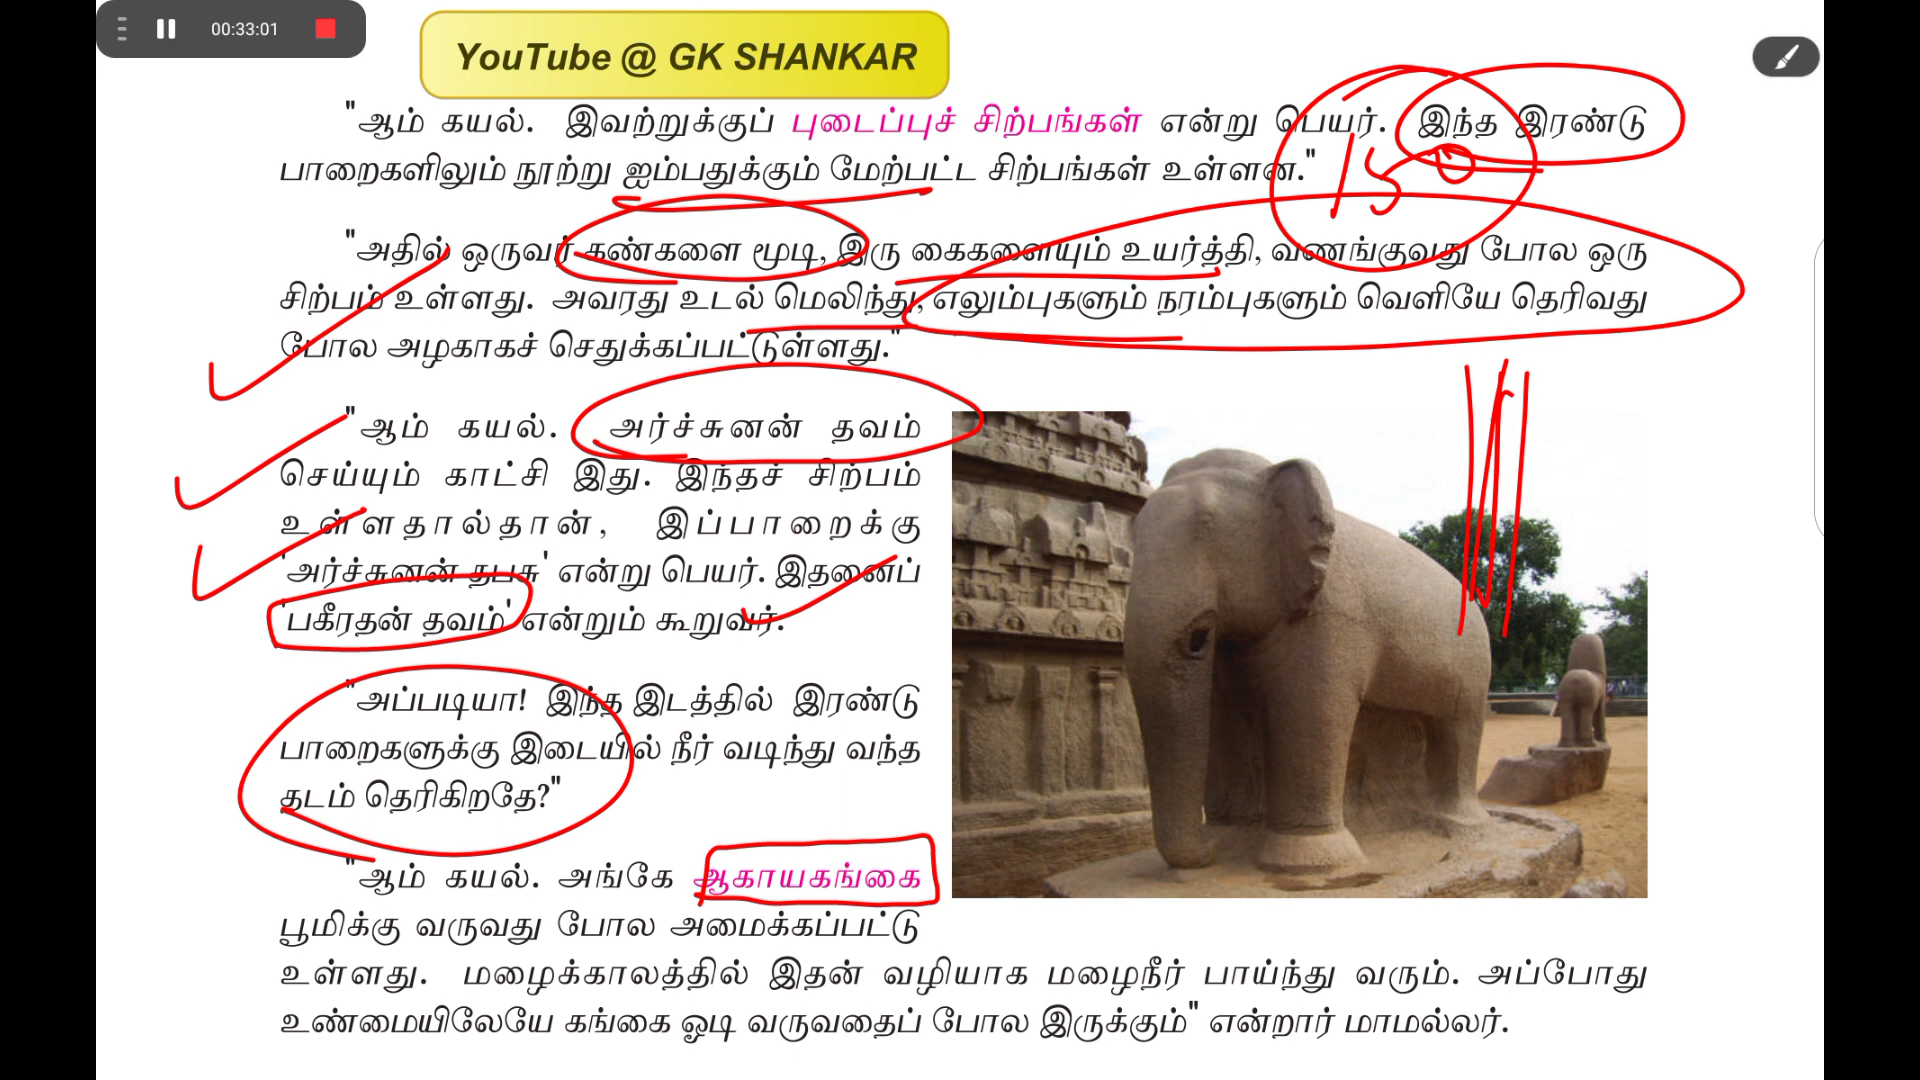 00:33:01
YouTube @ GK SHANKAR
"ஆம் கயல். இவற்றுக்குப் புடைப்புச் சிற்பங்கள் என்று பெயர். இந்த இரண்டு
பாறைகளிலும் நூற்று ஐம்பதுக்கும் மேற்பட்ட சிற்பங்கள் உள்ளன."
150
"அதில் ஒருவர் கண்களை மூடி, இரு கைகளையும் உயர்த்தி, வணங்குவது போல ஒரு
சிற்பம் உள்ளது. அவரது உடல் மெலிந்து, எலும்புகளும் நரம்புகளும் வெளியே தெரிவது
போல அழகாகச் செதுக்கப்பட்டுள்ளது."
"ஆம் கயல். அர்ச்சுனன் தவம்
செய்யும் காட்சி இது. இந்தச் சிற்பம்
உள்ளதால்தான், இப்பாறைக்கு
'அர்ச்சுனன் தபசு' என்று பெயர். இதனைப்
'பகீரதன் தவம்' என்றும் கூறுவர்.
"அப்படியா! இந்த இடத்தில் இரண்டு
பாறைகளுக்கு இடையில் நீர் வடிந்து வந்த
தடம் தெரிகிறதே?"
"ஆம் கயல். அங்கே ஆகாயகங்கை
பூமிக்கு வருவது போல அமைக்கப்பட்டு
உள்ளது. மழைக்காலத்தில் இதன் வழியாக மழைநீர் பாய்ந்து வரும். அப்போது
உண்மையிலேயே கங்கை ஓடி வருவதைப் போல இருக்கும்" என்றார் மாமல்லர்.